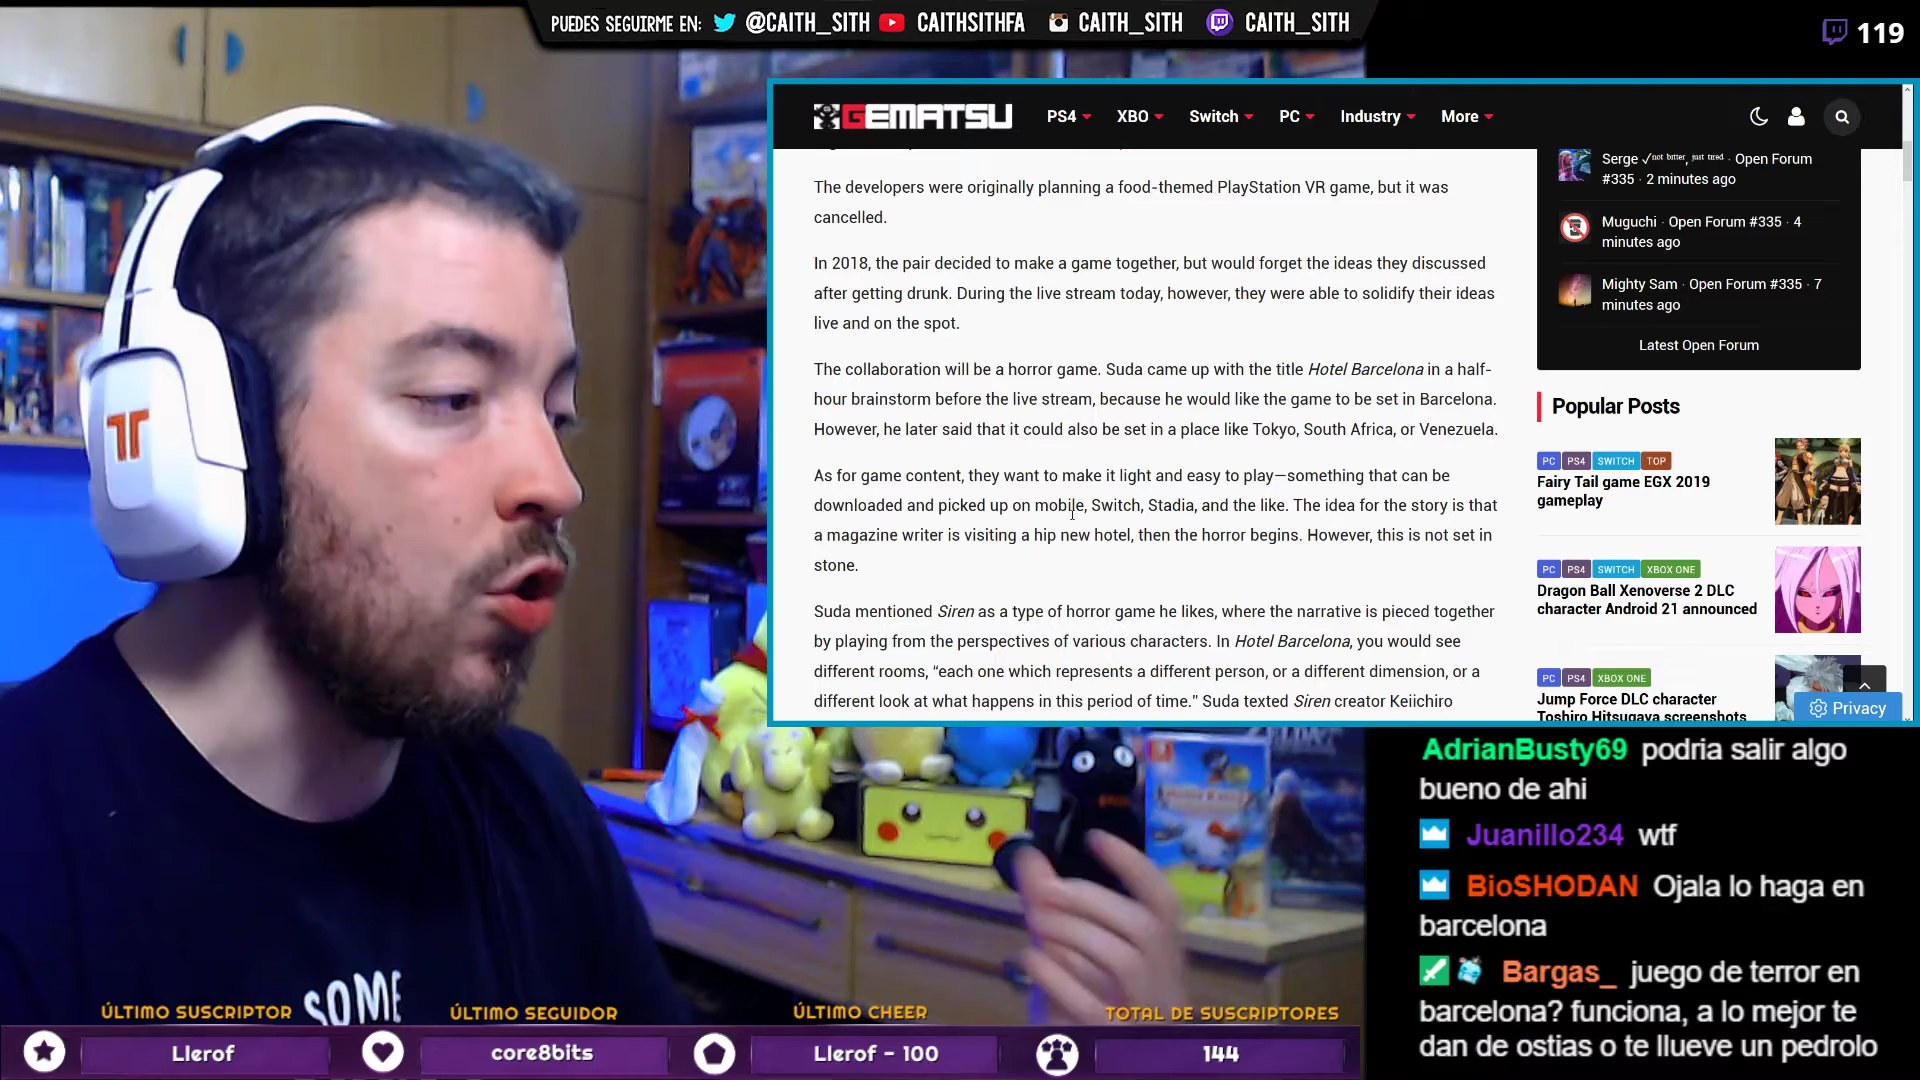 PUEDES SEGUIRME EN: @CAITH_SITH CAITHSITHFA CAITH_SITH CAITH_SITH
119
GEMATSU PS4 XBO Switch PC Industry More
The developers were originally planning a food-themed PlayStation VR game, but it was
cancelled.
In 2018, the pair decided to make a game together, but would forget the ideas they discussed
after getting drunk. During the live stream today, however, they were able to solidify their ideas
live and on the spot.
The collaboration will be a horror game. Suda came up with the title Hotel Barcelona in a half-
hour brainstorm before the live stream, because he would like the game to be set in Barcelona.
However, he later said that it could also be set in a place like Tokyo, South Africa, or Venezuela.
As for game content, they want to make it light and easy to play—something that can be
downloaded and picked up on mobile, Switch, Stadia, and the like. The idea for the story is that
a magazine writer is visiting a hip new hotel, then the horror begins. However, this is not set in
stone.
Suda mentioned Siren as a type of horror game he likes, where the narrative is pieced together
by playing from the perspectives of various characters. In Hotel Barcelona, you would see
different rooms, “each one which represents a different person, or a different dimension, or a
different look at what happens in this period of time.” Suda texted Siren creator Keiichiro
Serge ✓not bitter, just tired · Open Forum
#335 · 2 minutes ago
Muguchi · Open Forum #335 · 4
minutes ago
Mighty Sam · Open Forum #335 · 7
minutes ago
Latest Open Forum
Popular Posts
PC PS4 SWITCH TOP
Fairy Tail game EGX 2019
gameplay
PC PS4 SWITCH XBOX ONE
Dragon Ball Xenoverse 2 DLC
character Android 21 announced
PC PS4 XBOX ONE
Jump Force DLC character
Toshiro Hitsugaya screenshots
Privacy
AdrianBusty69 podria salir algo
bueno de ahi
Juanillo234 wtf
BioSHODAN Ojala lo haga en
barcelona
Bargas_ juego de terror en
barcelona? funciona, a lo mejor te
dan de ostias o te llueve un pedrolo
SOME
ÚLTIMO SUSCRIPTOR
Llerof
ÚLTIMO SEGUIDOR
core8bits
ÚLTIMO CHEER
Llerof - 100
TOTAL DE SUSCRIPTORES
144